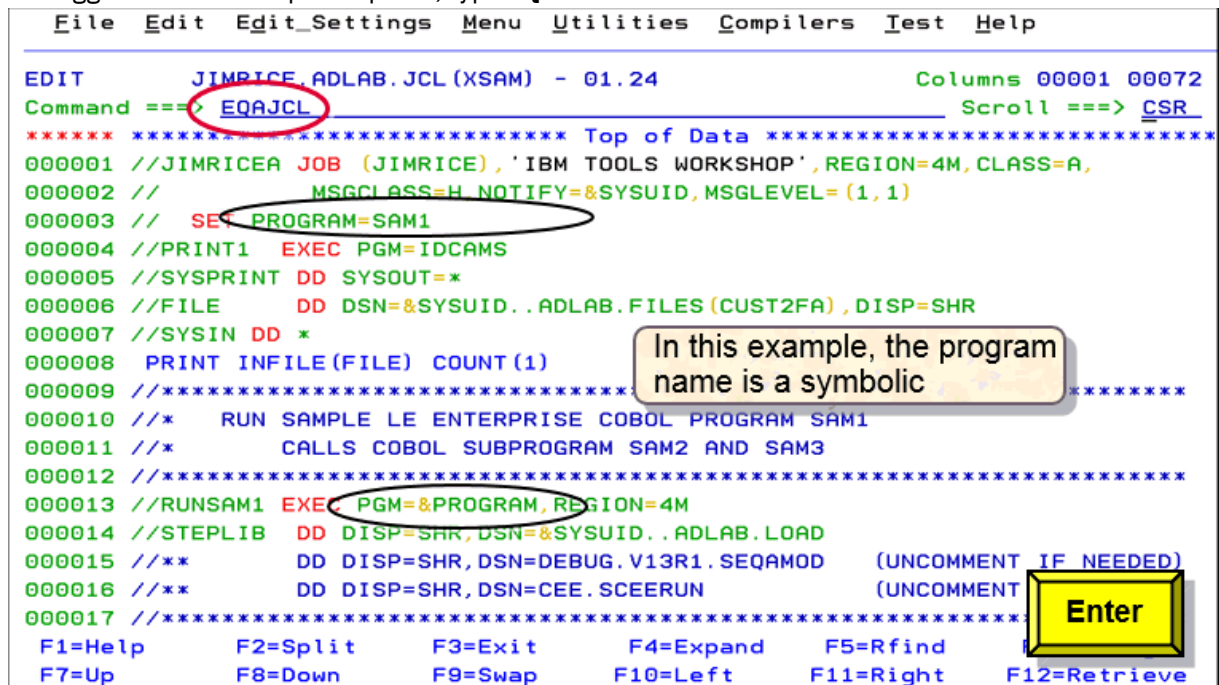 File Edit Edit_Settings Menu Utilities Compilers Test Help
EDIT JIMRICE.ADLAB.JCL(XSAM) - 01.24 Columns 00001 00072
Command ===> EQAJCL Scroll ===> CSR
****** ****************************** Top of Data ******************************
000001 //JIMRICEA JOB (JIMRICE),'IBM TOOLS WORKSHOP',REGION=4M,CLASS=A,
000002 // MSGCLASS=H,NOTIFY=&SYSUID,MSGLEVEL=(1,1)
000003 // SET PROGRAM=SAM1
000004 //PRINT1 EXEC PGM=IDCAMS
000005 //SYSPRINT DD SYSOUT=*
000006 //FILE DD DSN=&SYSUID..ADLAB.FILES(CUST2FA),DISP=SHR
000007 //SYSIN DD *
000008 PRINT INFILE(FILE) COUNT(1)
In this example, the program
name is a symbolic
000009 //*******************************************************************
000010 //* RUN SAMPLE LE ENTERPRISE COBOL PROGRAM SAM1
000011 //* CALLS COBOL SUBPROGRAM SAM2 AND SAM3
000012 //*******************************************************************
000013 //RUNSAM1 EXEC PGM=&PROGRAM,REGION=4M
000014 //STEPLIB DD DISP=SHR,DSN=&SYSUID..ADLAB.LOAD
000015 //** DD DISP=SHR,DSN=DEBUG.V13R1.SEQAMOD (UNCOMMENT IF NEEDED)
000016 //** DD DISP=SHR,DSN=CEE.SCEERUN (UNCOMMENT
000017 //*******************************************************
Enter
F1=Help F2=Split F3=Exit F4=Expand F5=Rfind
F7=Up F8=Down F9=Swap F10=Left F11=Right F12=Retrieve